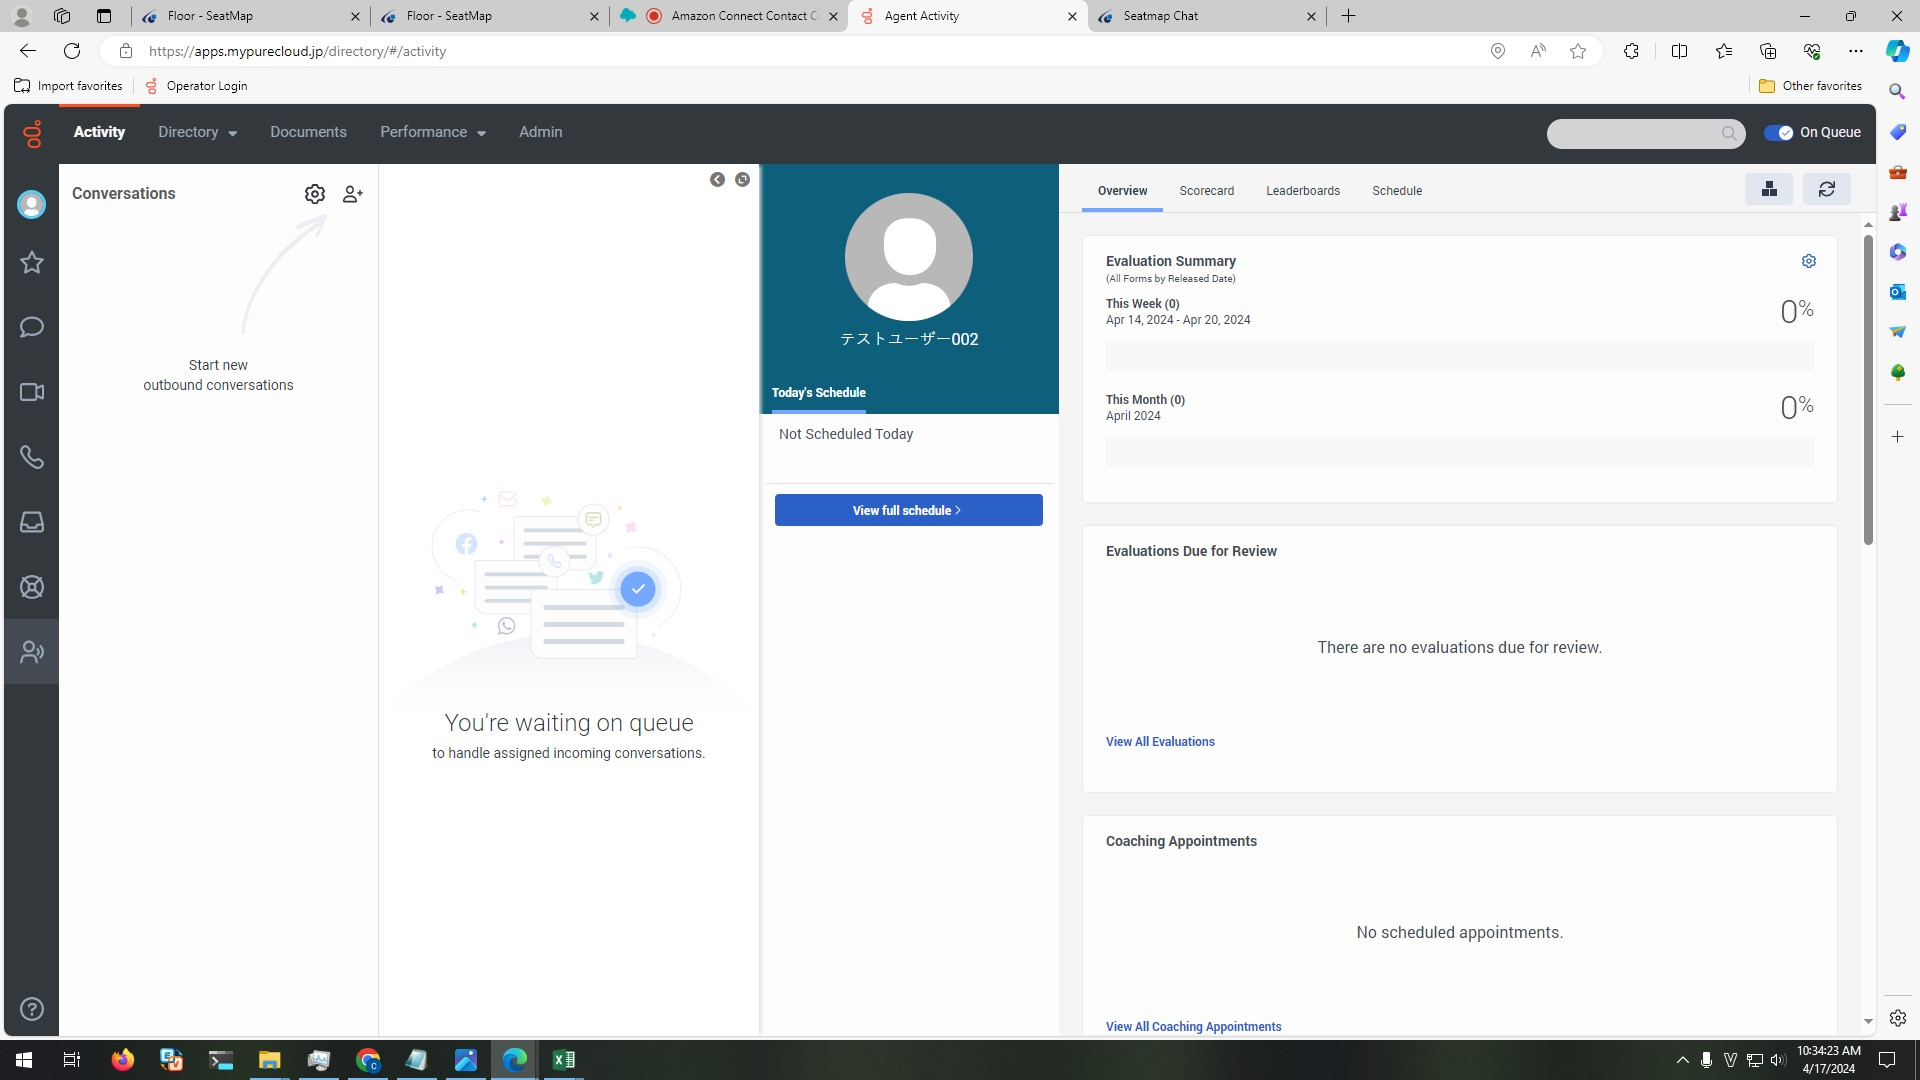 Floor - SeatMap
Floor - SeatMap
Amazon Connect Contact C
Agent Activity
Seatmap Chat
https://apps.mypurecloud.jp/directory/#/activity
Import favorites
Operator Login
Other favorites
Activity
Directory
Documents
Performance
Admin
On Queue
Conversations
Start new
outbound conversations
You're waiting on queue
to handle assigned incoming conversations.
テストユーザー002
Today's Schedule
Not Scheduled Today
View full schedule
Overview
Scorecard
Leaderboards
Schedule
Evaluation Summary
(All Forms by Released Date)
This Week (0)
Apr 14, 2024 - Apr 20, 2024
0%
This Month (0)
April 2024
0%
Evaluations Due for Review
There are no evaluations due for review.
View All Evaluations
Coaching Appointments
No scheduled appointments.
View All Coaching Appointments
10:34:23 AM
4/17/2024